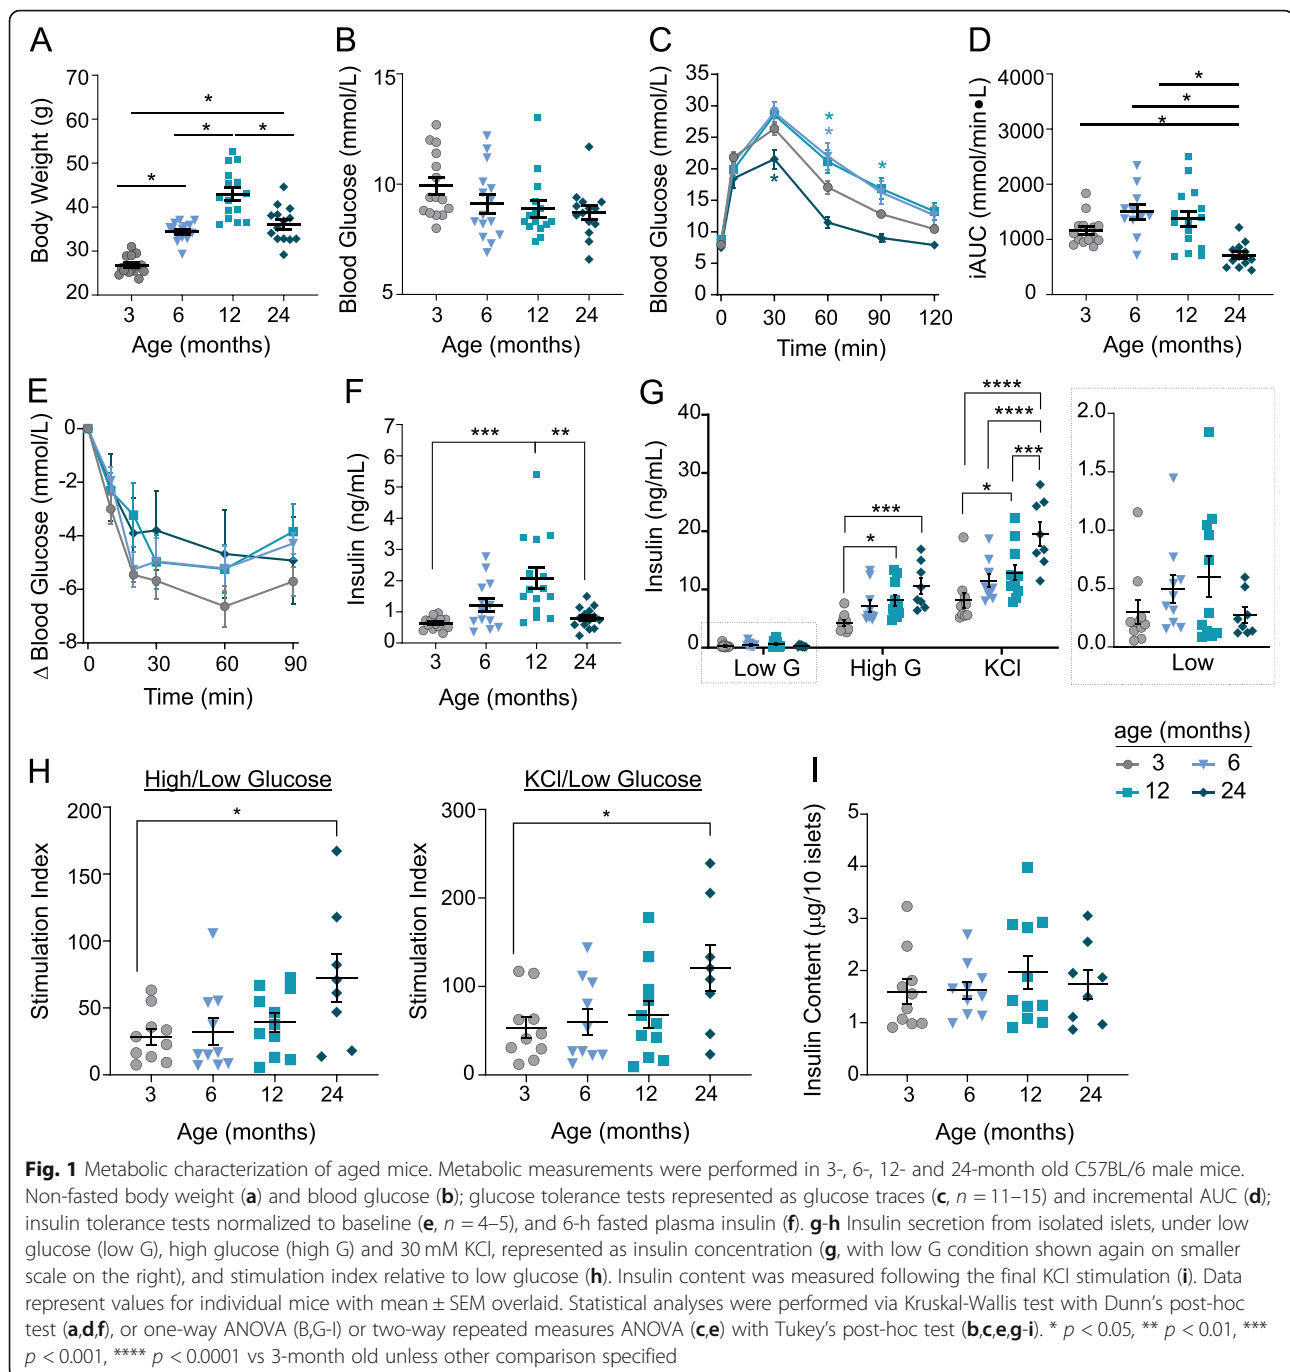 A
Body Weight (g)
70
60
50
40
30
20
*
*
*
*
3 6 12 24
Age (months)
B
Blood Glucose (mmol/L)
15
10
5
3 6 12 24
Age (months)
C
Blood Glucose (mmol/L)
35
30
25
20
15
10
5
0
*
*
*
*
0 30 60 90 120
Time (min)
D
iAUC (mmol/min•L)
4000
3000
2000
1000
0
*
*
*
3 6 12 24
Age (months)
E
Δ Blood Glucose (mmol/L)
0
-2
-4
-6
-8
0 30 60 90
Time (min)
F
Insulin (ng/mL)
7
6
5
4
3
2
1
0
*** **
3 6 12 24
Age (months)
G
Insulin (ng/mL)
40
30
20
10
0
*
***
*
***
****
****
Low G High G KCl
2.0
1.5
1.0
0.5
0.0
Low
age (months)
3 6
12 24
H
High/Low Glucose
Stimulation Index
200
150
100
50
0
*
3 6 12 24
Age (months)
KCl/Low Glucose
Stimulation Index
300
200
100
0
*
3 6 12 24
Age (months)
I
Insulin Content (μg/10 islets)
5
4
3
2
1
0
3 6 12 24
Age (months)
Fig. 1 Metabolic characterization of aged mice. Metabolic measurements were performed in 3-, 6-, 12- and 24-month old C57BL/6 male mice.
Non-fasted body weight (a) and blood glucose (b); glucose tolerance tests represented as glucose traces (c, n = 11–15) and incremental AUC (d);
insulin tolerance tests normalized to baseline (e, n = 4–5), and 6-h fasted plasma insulin (f). g-h Insulin secretion from isolated islets, under low
glucose (low G), high glucose (high G) and 30 mM KCl, represented as insulin concentration (g, with low G condition shown again on smaller
scale on the right), and stimulation index relative to low glucose (h). Insulin content was measured following the final KCl stimulation (i). Data
represent values for individual mice with mean ± SEM overlaid. Statistical analyses were performed via Kruskal-Wallis test with Dunn's post-hoc
test (a,d,f), or one-way ANOVA (B,G-I) or two-way repeated measures ANOVA (c,e) with Tukey's post-hoc test (b,c,e,g-i). * p < 0.05, ** p < 0.01, ***
p < 0.001, **** p < 0.0001 vs 3-month old unless other comparison specified